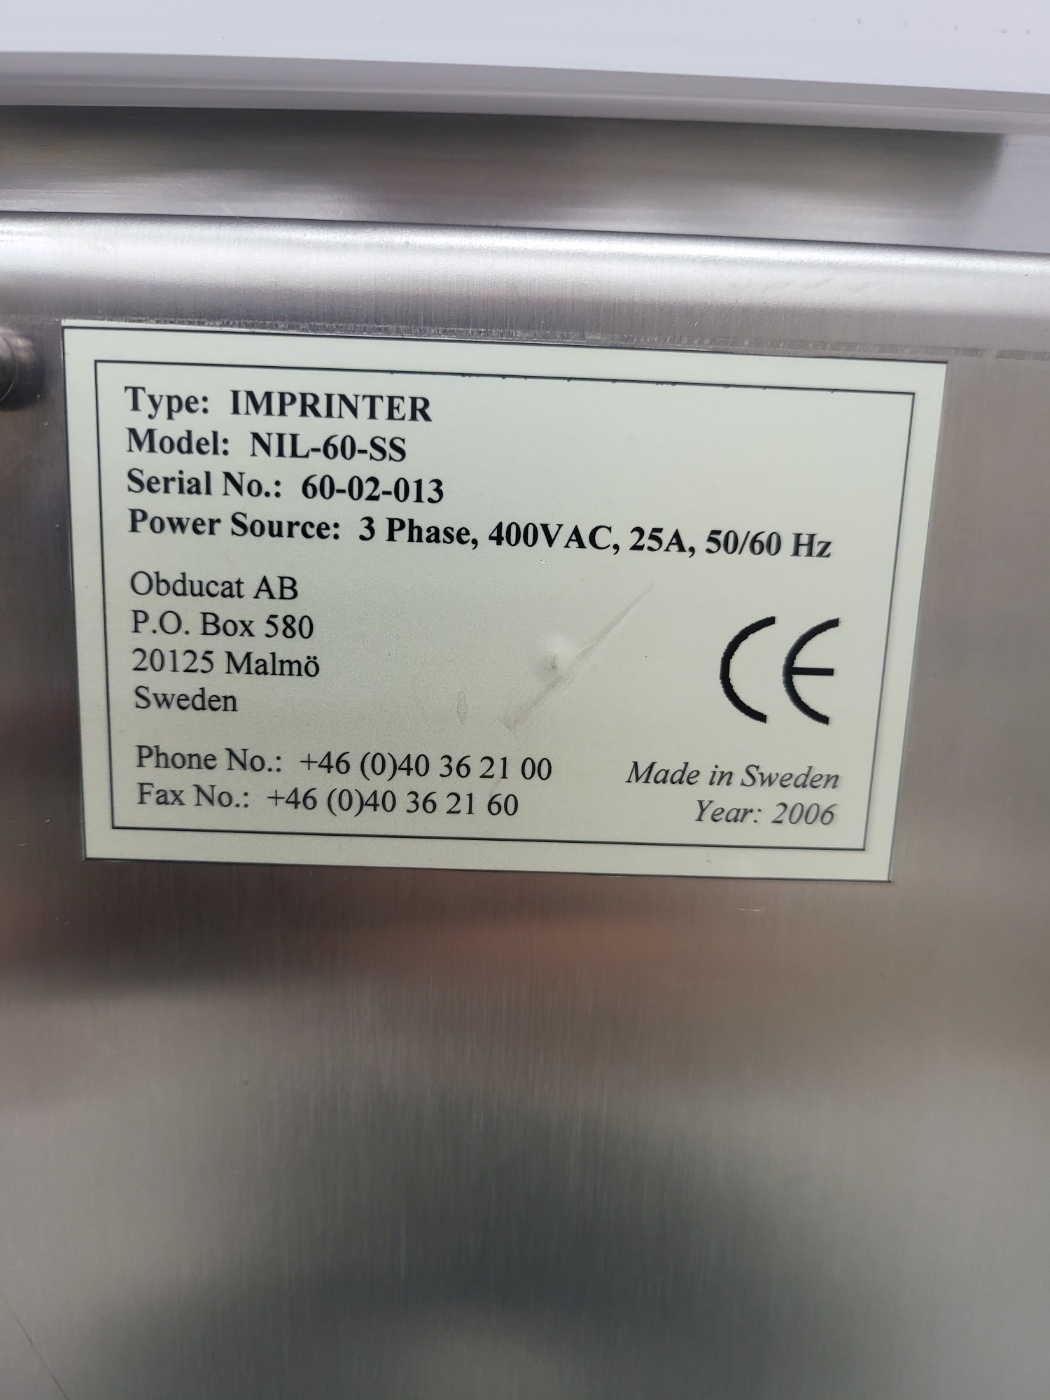 Type: IMPRINTER
Model: NIL-60-SS
Serial No.: 60-02-013
Power Source: 3 Phase, 400VAC, 25A, 50/60 Hz
Obducat AB
P.O. Box 580
20125 Malmö
Sweden
CE
Phone No.: +46 (0)40 36 21 00
Fax No.: +46 (0)40 36 21 60
Made in Sweden
Year: 2006